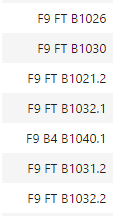 F9 FT B1026
F9 FT B1030
F9 FT B1021.2
F9 FT B1032.1
F9 B4 B1040.1
F9 FT B1031.2
F9 FT B1032.2